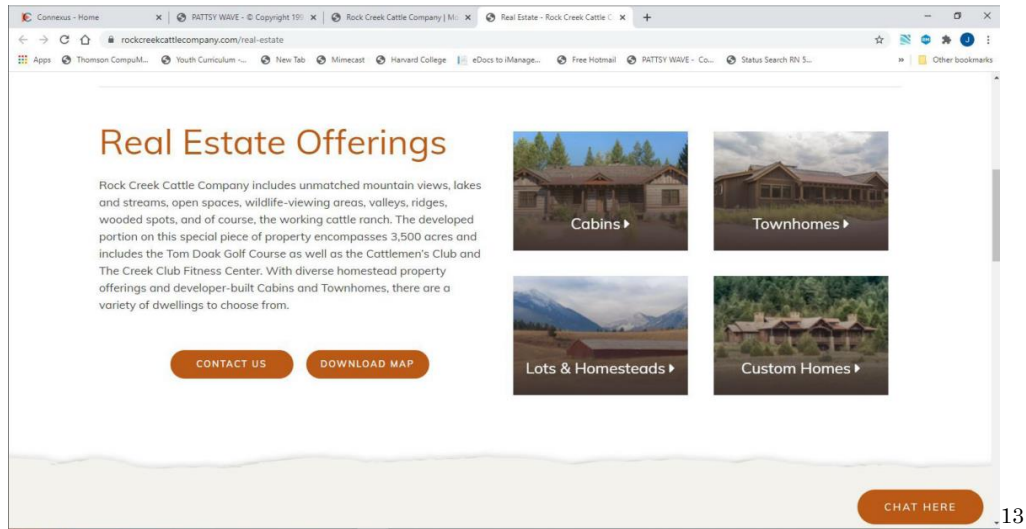 Connexus - Home
PATTSY WAVE - © Copyright 199
Rock Creek Cattle Company | Mo
Real Estate - Rock Creek Cattle C
rockcreekcattlecompany.com/real-estate
J
Apps
Thomson CompuM...
Youth Curriculum -...
New Tab
Mimecast
Harvard College
eDocs to iManage...
Free Hotmail
PATTSY WAVE - Co...
Status Search RN 5...
»
Other bookmarks
Real Estate Offerings
Rock Creek Cattle Company includes unmatched mountain views, lakes
and streams, open spaces, wildlife-viewing areas, valleys, ridges,
wooded spots, and of course, the working cattle ranch. The developed
portion on this special piece of property encompasses 3,500 acres and
includes the Tom Doak Golf Course as well as the Cattlemen's Club and
The Creek Club Fitness Center. With diverse homestead property
offerings and developer-built Cabins and Townhomes, there are a
variety of dwellings to choose from.
CONTACT US
DOWNLOAD MAP
Cabins
Townhomes
Lots & Homesteads
Custom Homes
CHAT HERE
13